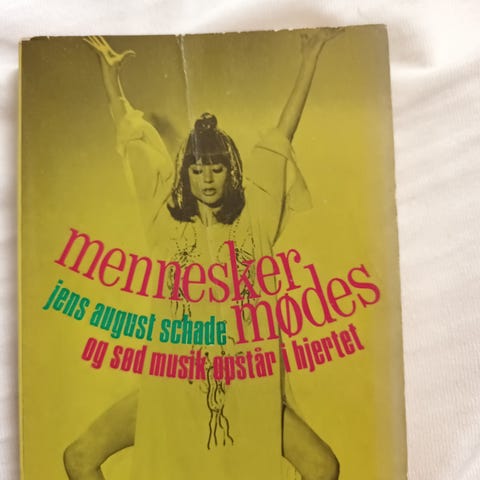 mennesker
mødes
jens august schade
og sød musik opstår i hjertet